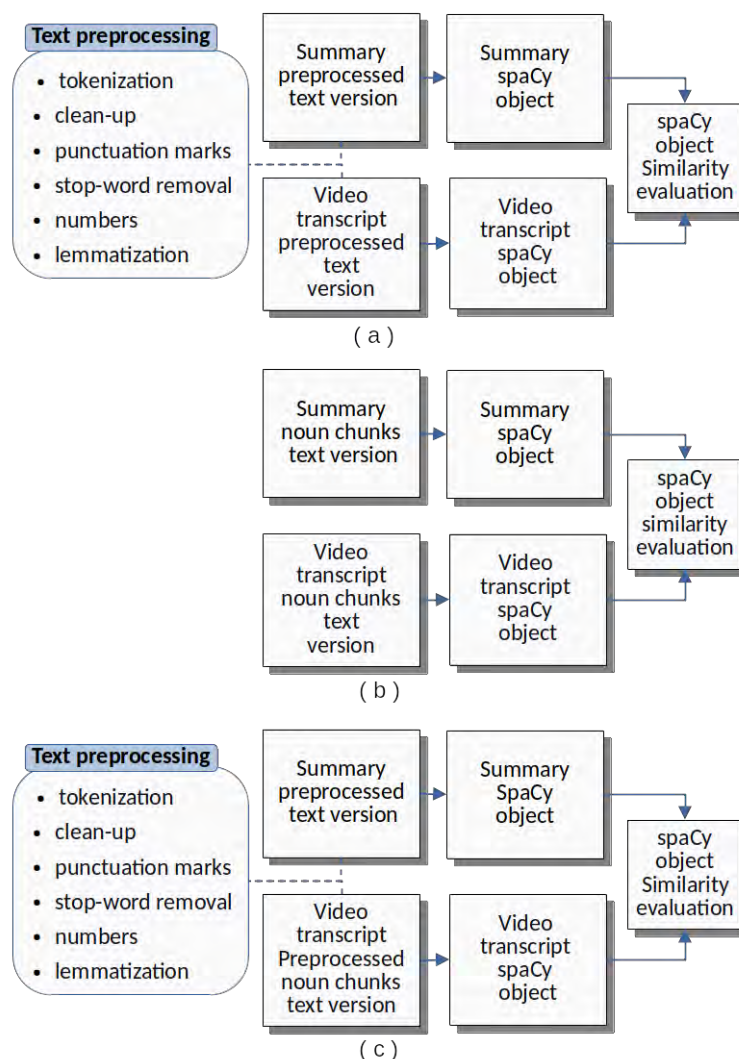 Text preprocessing
• tokenization
• clean-up
• punctuation marks
• stop-word removal
• numbers
• lemmatization
Summary
preprocessed
text version
Summary
spaCy
object
Video
transcript
preprocessed
text
version
Video
transcript
spaCy
object
spaCy
object
Similarity
evaluation
( a )
Summary
noun chunks
text version
Summary
spaCy
object
Video
transcript
noun chunks
text
version
Video
transcript
spaCy
object
spaCy
object
similarity
evaluation
( b )
Text preprocessing
• tokenization
• clean-up
• punctuation marks
• stop-word removal
• numbers
• lemmatization
Summary
preprocessed
text version
Summary
SpaCy
object
Video
transcript
Preprocessed
noun chunks
text version
Video
transcript
spaCy
object
spaCy
object
Similarity
evaluation
( c )